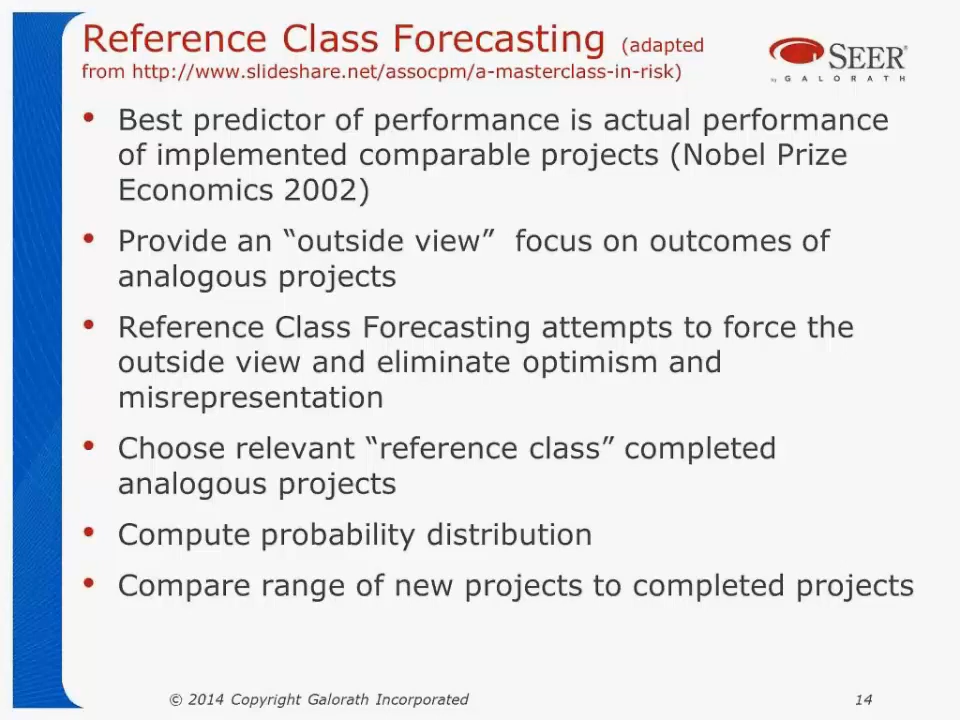 Reference Class Forecasting (adapted
from http://www.slideshare.net/assocpm/a-masterclass-in-risk)
SEER®
by GALORATH
• Best predictor of performance is actual performance
of implemented comparable projects (Nobel Prize
Economics 2002)
• Provide an “outside view”  focus on outcomes of
analogous projects
• Reference Class Forecasting attempts to force the
outside view and eliminate optimism and
misrepresentation
• Choose relevant “reference class” completed
analogous projects
• Compute probability distribution
• Compare range of new projects to completed projects
© 2014 Copyright Galorath Incorporated
14